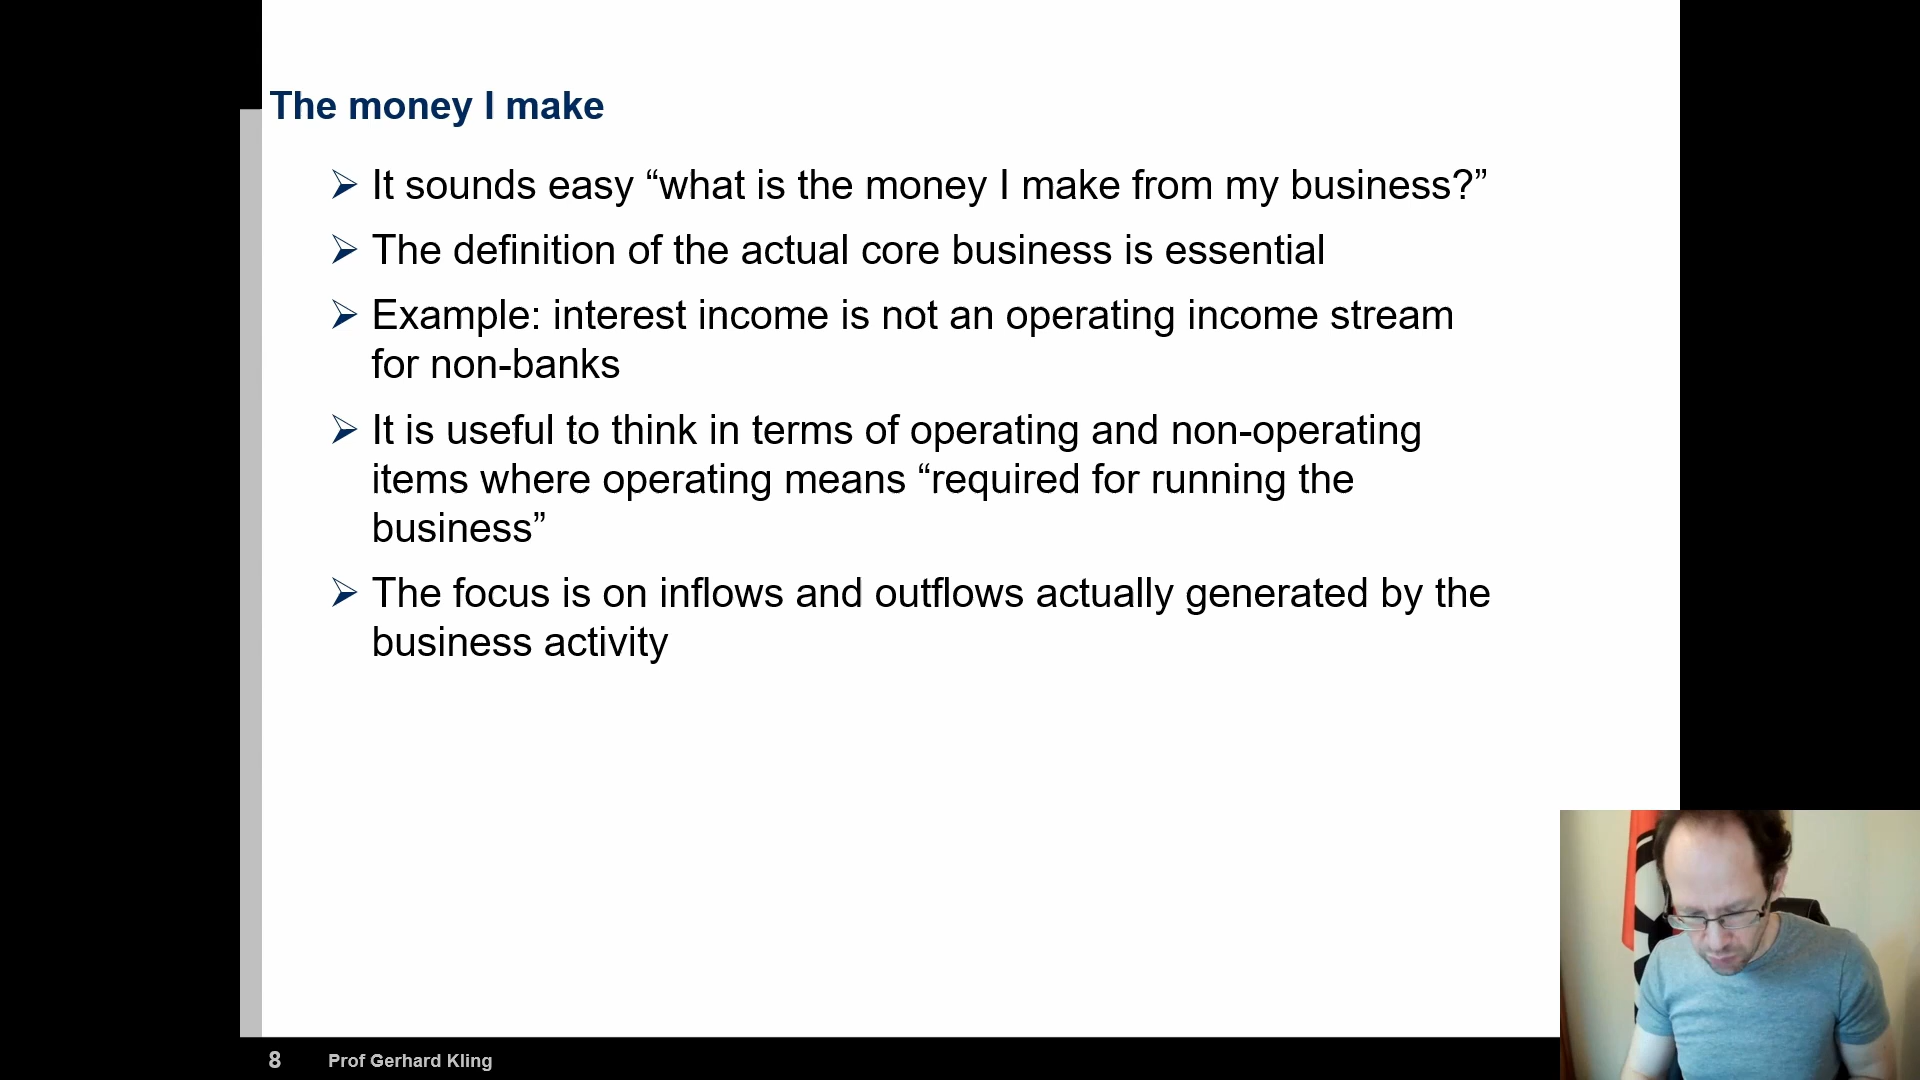 The money I make
It sounds easy “what is the money I make from my business?”
The definition of the actual core business is essential
Example: interest income is not an operating income stream
for non-banks
It is useful to think in terms of operating and non-operating
items where operating means “required for running the
business”
The focus is on inflows and outflows actually generated by the
business activity
8
Prof Gerhard Kling